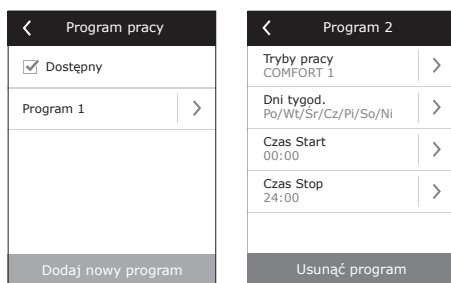 Program pracy
Dostępny
Program 1
Dodaj nowy program
Program 2
Tryby pracy
COMFORT 1
Dni tygod.
Po/Wt/Śr/Cz/Pi/So/Ni
Czas Start
00:00
Czas Stop
24:00
Usunąć program